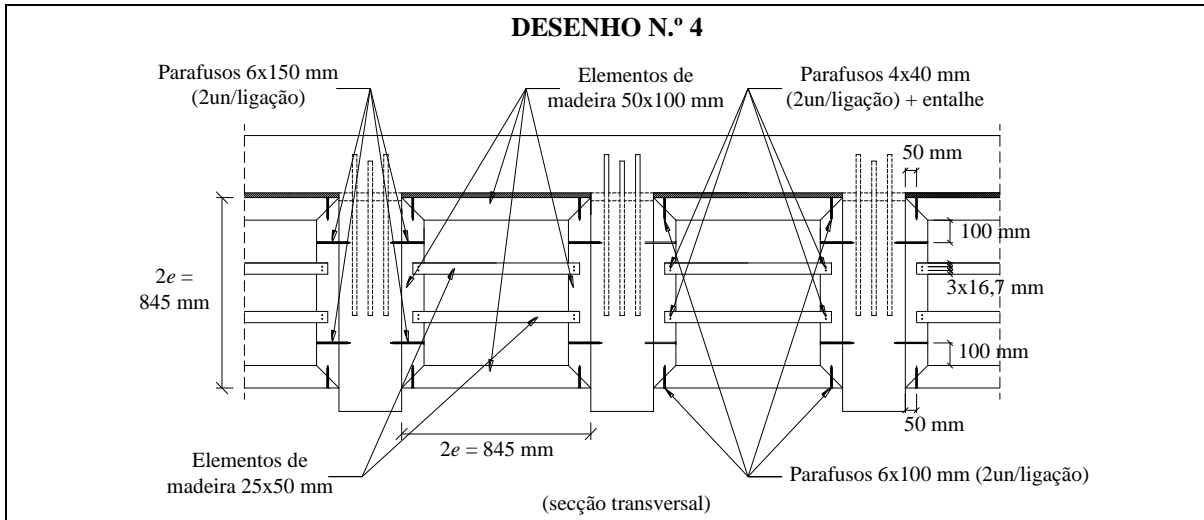 DESENHO N.º 4
Parafusos 6x150 mm
(2un/ligação)
Elementos de
madeira 50x100 mm
Parafusos 4x40 mm
(2un/ligação) + entalhe
50 mm
100 mm
2e =
845 mm
3x16,7 mm
100 mm
2e = 845 mm
50 mm
Elementos de
madeira 25x50 mm
Parafusos 6x100 mm (2un/ligação)
(secção transversal)